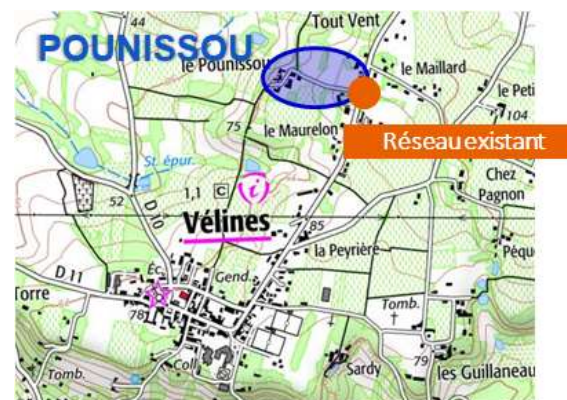 44
Tout Vent
POUNISSOU
le Pounissou
le Maillard
le Peti
104
75
le Maurelon
Réseau existant
St. épur.
Chez
Pagnon
52
D 10
1,1 C i
Vélines
85
la Peyrière
Péqu
D 11
Éc.
Gend.
Torre
78
Tomb.
Coll.
Sardy
79
les Guillaneau
Tomb.